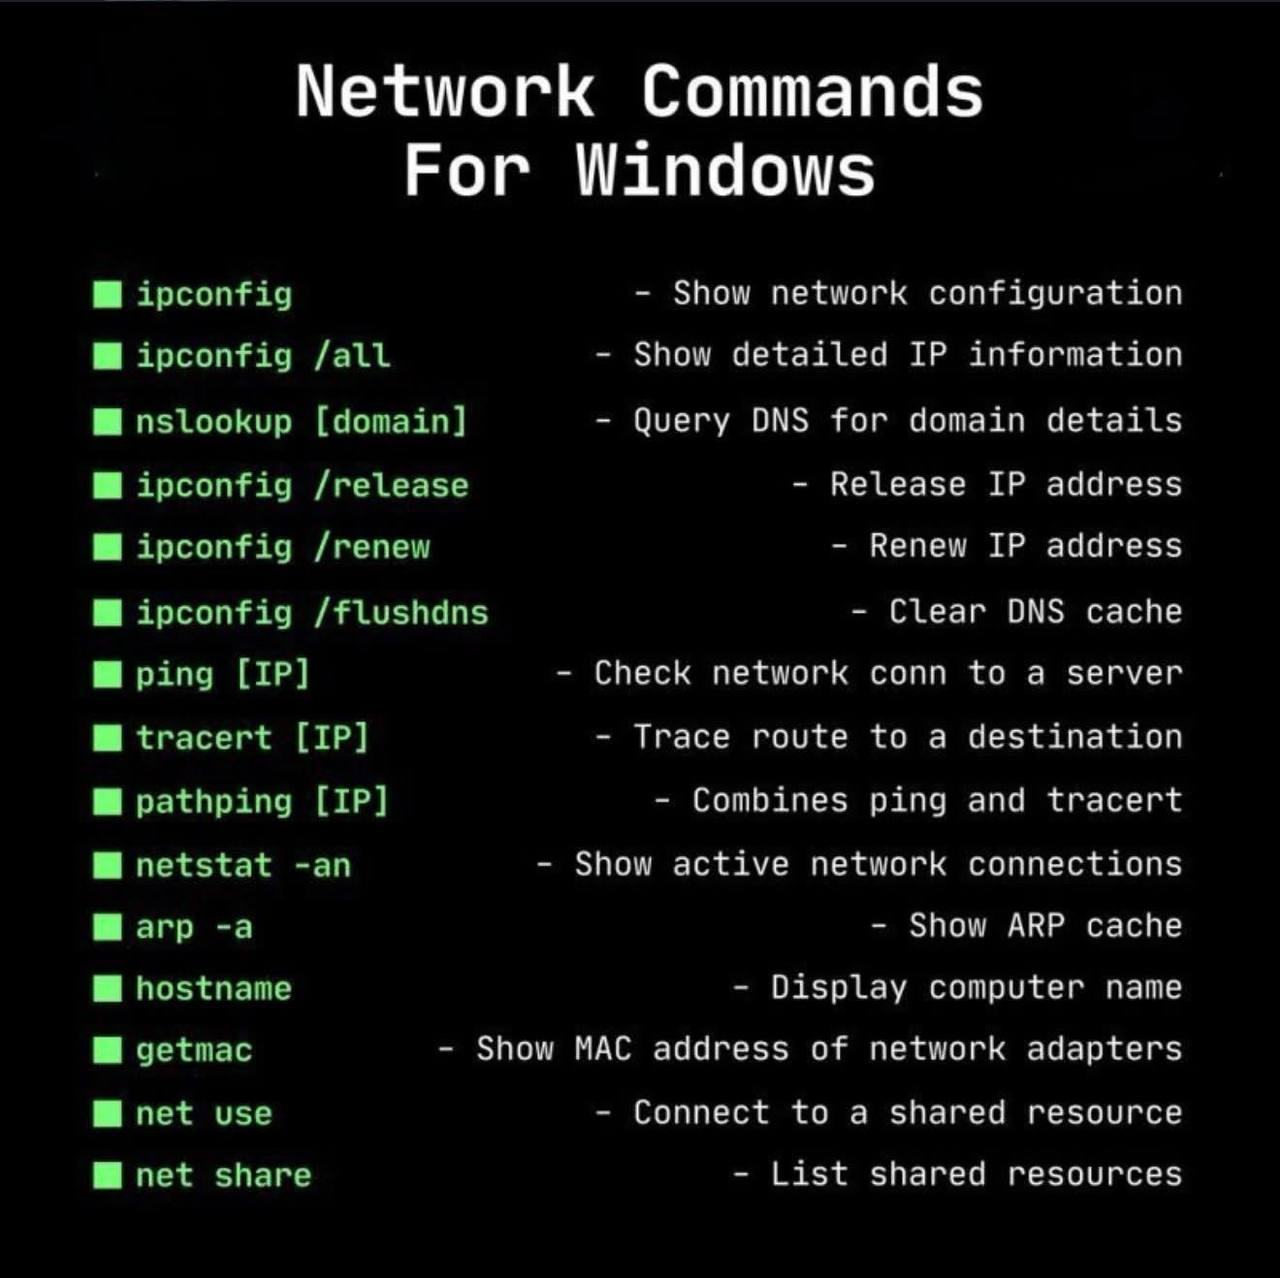 Network Commands
For Windows
ipconfig - Show network configuration
ipconfig /all - Show detailed IP information
nslookup [domain] - Query DNS for domain details
ipconfig /release - Release IP address
ipconfig /renew - Renew IP address
ipconfig /flushdns - Clear DNS cache
ping [IP] - Check network conn to a server
tracert [IP] - Trace route to a destination
pathping [IP] - Combines ping and tracert
netstat -an - Show active network connections
arp -a - Show ARP cache
hostname - Display computer name
getmac - Show MAC address of network adapters
net use - Connect to a shared resource
net share - List shared resources